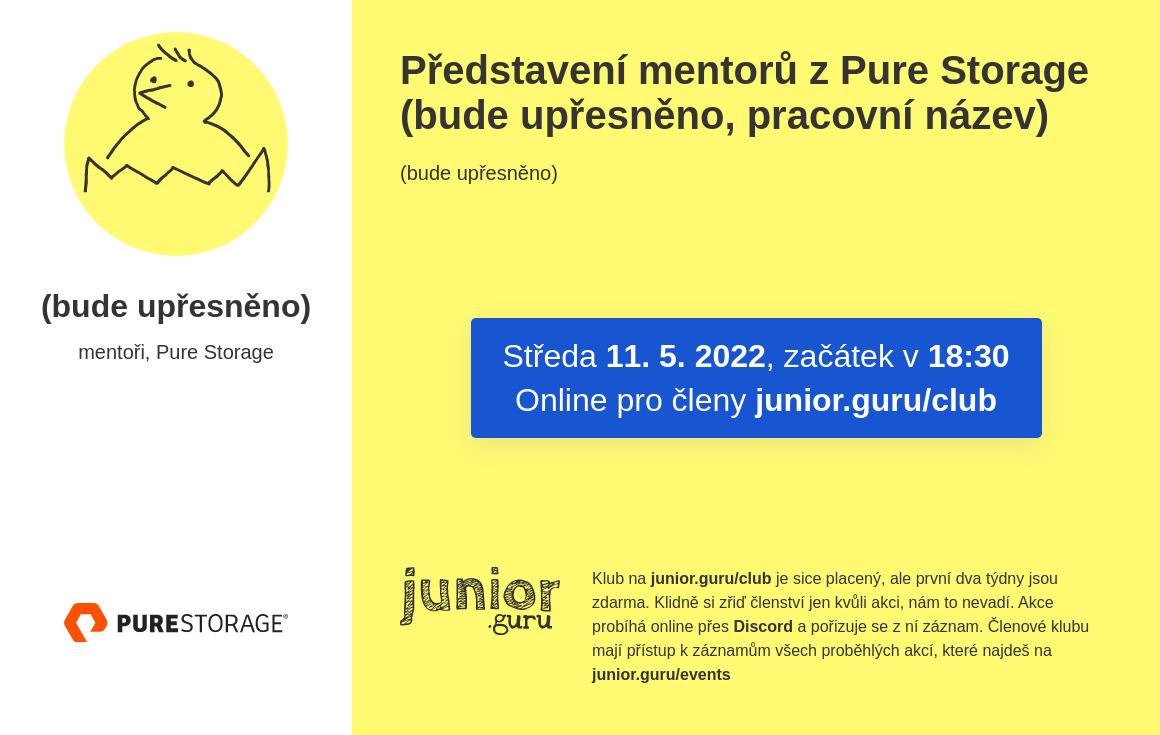 (bude upřesněno)
mentoři, Pure Storage
PURESTORAGE®
Představení mentorů z Pure Storage
(bude upřesněno, pracovní název)
(bude upřesněno)
Středa 11. 5. 2022, začátek v 18:30
Online pro členy junior.guru/club
junior
.guru
Klub na junior.guru/club je sice placený, ale první dva týdny jsou
zdarma. Klidně si zřiď členství jen kvůli akci, nám to nevadí. Akce
probíhá online přes Discord a pořizuje se z ní záznam. Členové klubu
mají přístup k záznamům všech proběhlých akcí, které najdeš na
junior.guru/events